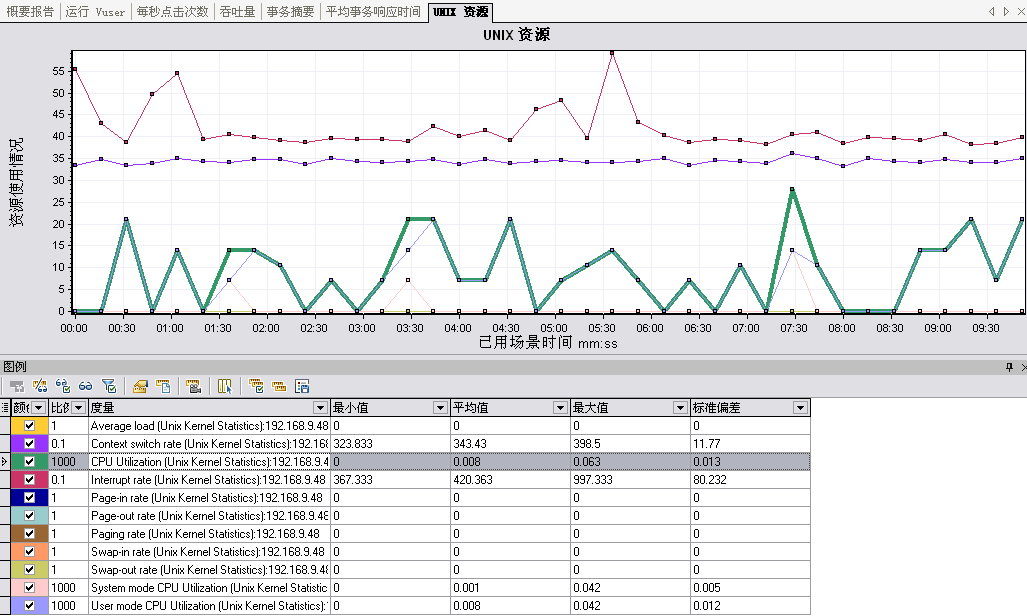 概要报告 运行 Vuser 每秒点击次数 吞吐量 事务摘要 平均事务响应时间 UNIX 资源
UNIX 资源
资源使用情况
55
50
45
40
35
30
25
20
15
10
5
0
00:00 00:30 01:00 01:30 02:00 02:30 03:00 03:30 04:00 04:30 05:00 05:30 06:00 06:30 07:00 07:30 08:00 08:30 09:00 09:30
已用场景时间 mm:ss
图例
颜 比例 度量 最小值 平均值 最大值 标准偏差
1 Average load (Unix Kernel Statistics):192.168.9.48 0 0 0 0
0.1 Context switch rate (Unix Kernel Statistics):192.168 323.833 343.43 398.5 11.77
1000 CPU Utilization (Unix Kernel Statistics):192.168.9.4 0 0.008 0.063 0.013
0.1 Interrupt rate (Unix Kernel Statistics):192.168.9.48 367.333 420.363 997.333 80.232
1 Page-in rate (Unix Kernel Statistics):192.168.9.48 0 0 0 0
1 Page-out rate (Unix Kernel Statistics):192.168.9.48 0 0 0 0
1 Paging rate (Unix Kernel Statistics):192.168.9.48 0 0 0 0
1 Swap-in rate (Unix Kernel Statistics):192.168.9.48 0 0 0 0
1 Swap-out rate (Unix Kernel Statistics):192.168.9.48 0 0 0 0
1000 System mode CPU Utilization (Unix Kernel Statistic 0 0.001 0.042 0.005
1000 User mode CPU Utilization (Unix Kernel Statistics): 0 0.008 0.042 0.012